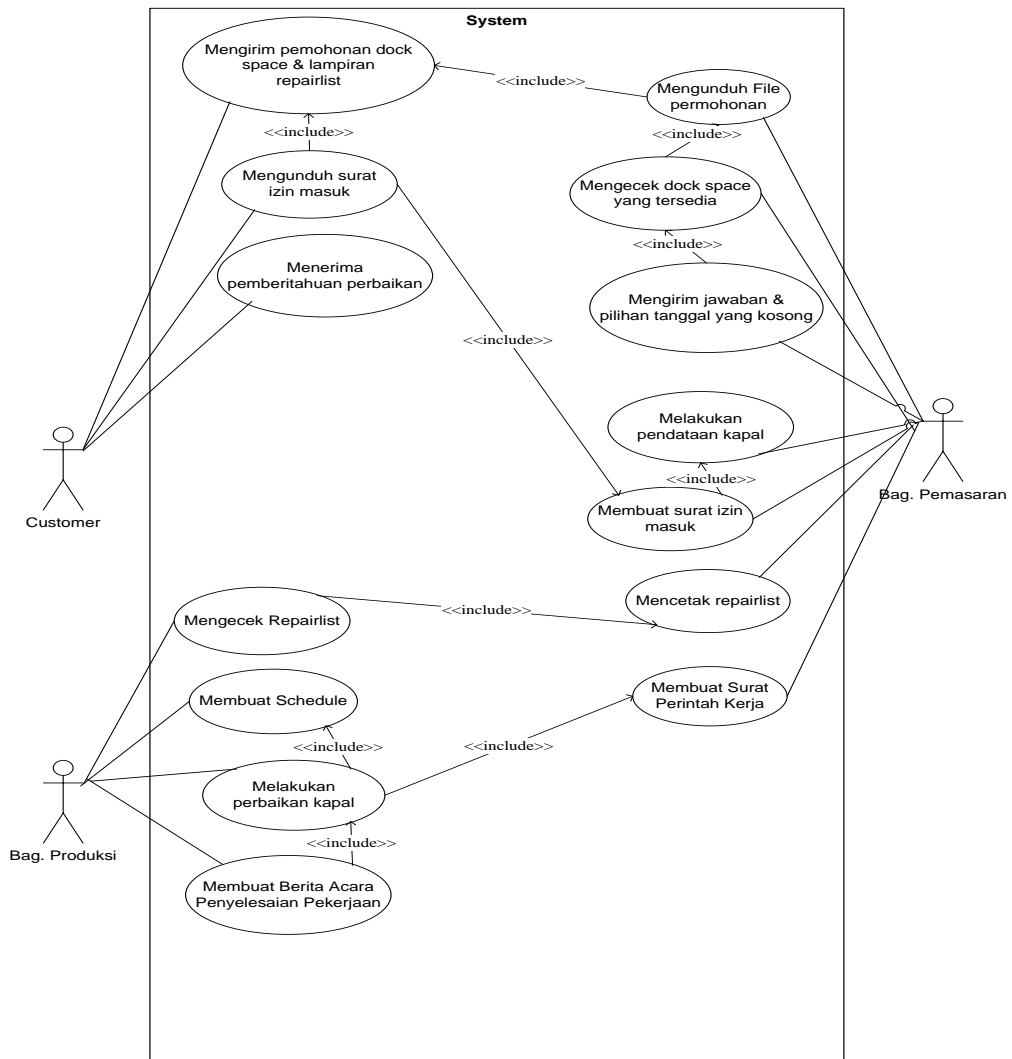 System
Mengirim pemohonan dock
space & lampiran
repairlist
<<include>>
Mengunduh File
permohonan
<<include>>
<<include>>
Mengunduh surat
izin masuk
Mengecek dock space
yang tersedia
<<include>>
Menerima
pemberitahuan perbaikan
Mengirim jawaban &
pilihan tanggal yang kosong
<<include>>
Melakukan
pendataan kapal
<<include>>
Membuat surat izin
masuk
Customer
Bag. Pemasaran
Mencetak repairlist
<<include>>
Mengecek Repairlist
Membuat Surat
Perintah Kerja
Membuat Schedule
<<include>>
<<include>>
Melakukan
perbaikan kapal
<<include>>
Bag. Produksi
Membuat Berita Acara
Penyelesaian Pekerjaan